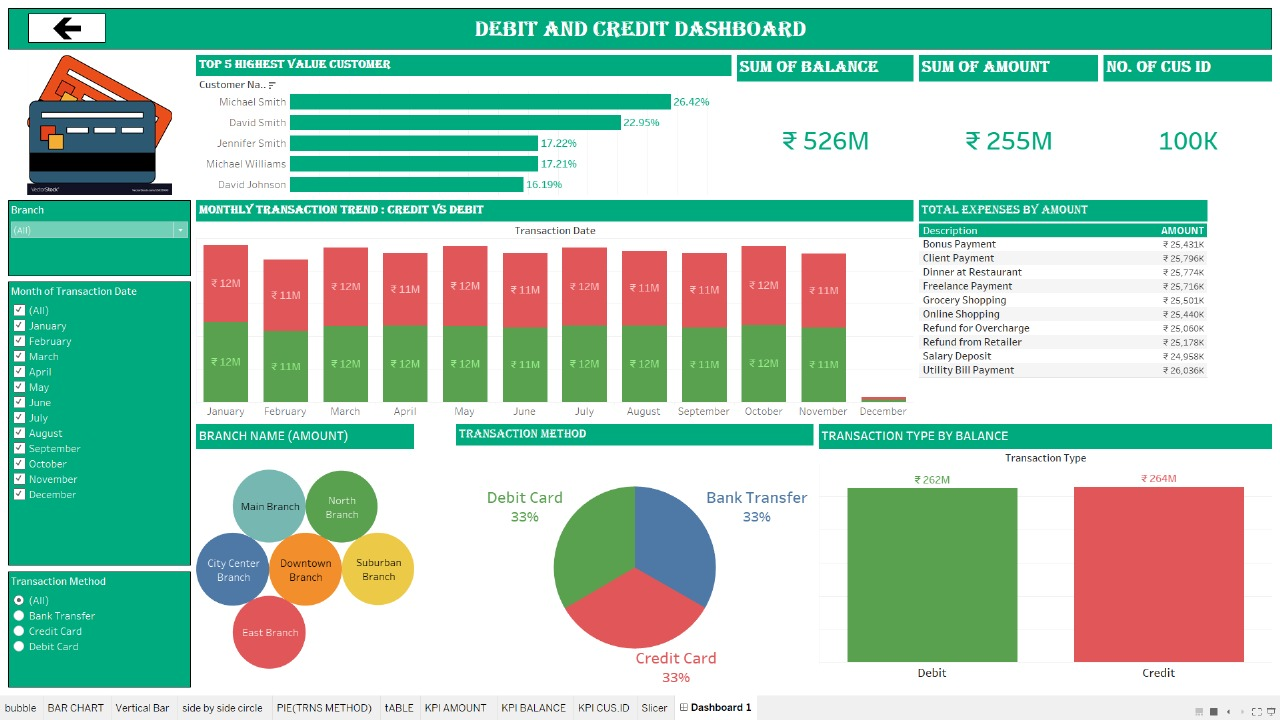 DEBIT AND CREDIT DASHBOARD
VectorStock®
TOP 5 HIGHEST VALUE CUSTOMER
Customer Na..
Michael Smith 26.42%
David Smith 22.95%
Jennifer Smith 17.22%
Michael Williams 17.21%
David Johnson 16.19%
SUM OF BALANCE
₹ 526M
SUM OF AMOUNT
₹ 255M
NO. OF CUS ID
100K
Branch
(All)
Month of Transaction Date
(All)
January
February
March
April
May
June
July
August
September
October
November
December
Transaction Method
(All)
Bank Transfer
Credit Card
Debit Card
MONTHLY TRANSACTION TREND : CREDIT VS DEBIT
Transaction Date
₹ 12M ₹ 11M ₹ 12M ₹ 11M ₹ 12M ₹ 11M ₹ 12M ₹ 11M ₹ 11M ₹ 12M ₹ 11M
₹ 12M ₹ 11M ₹ 12M ₹ 12M ₹ 12M ₹ 11M ₹ 12M ₹ 12M ₹ 11M ₹ 12M ₹ 11M
January February March April May June July August September October November December
TOTAL EXPENSES BY AMOUNT
Description AMOUNT
Bonus Payment ₹ 25,431K
Client Payment ₹ 25,796K
Dinner at Restaurant ₹ 25,774K
Freelance Payment ₹ 25,716K
Grocery Shopping ₹ 25,501K
Online Shopping ₹ 25,440K
Refund for Overcharge ₹ 25,060K
Refund from Retailer ₹ 25,178K
Salary Deposit ₹ 24,958K
Utility Bill Payment ₹ 26,036K
BRANCH NAME (AMOUNT)
Main Branch
North
Branch
City Center
Branch
Downtown
Branch
Suburban
Branch
East Branch
TRANSACTION METHOD
Debit Card
33%
Bank Transfer
33%
Credit Card
33%
TRANSACTION TYPE BY BALANCE
Transaction Type
₹ 262M ₹ 264M
Debit Credit
bubble BAR CHART Vertical Bar side by side circle PIE(TRNS METHOD) tABLE KPI AMOUNT KPI BALANCE KPI CUS.ID Slicer Dashboard 1